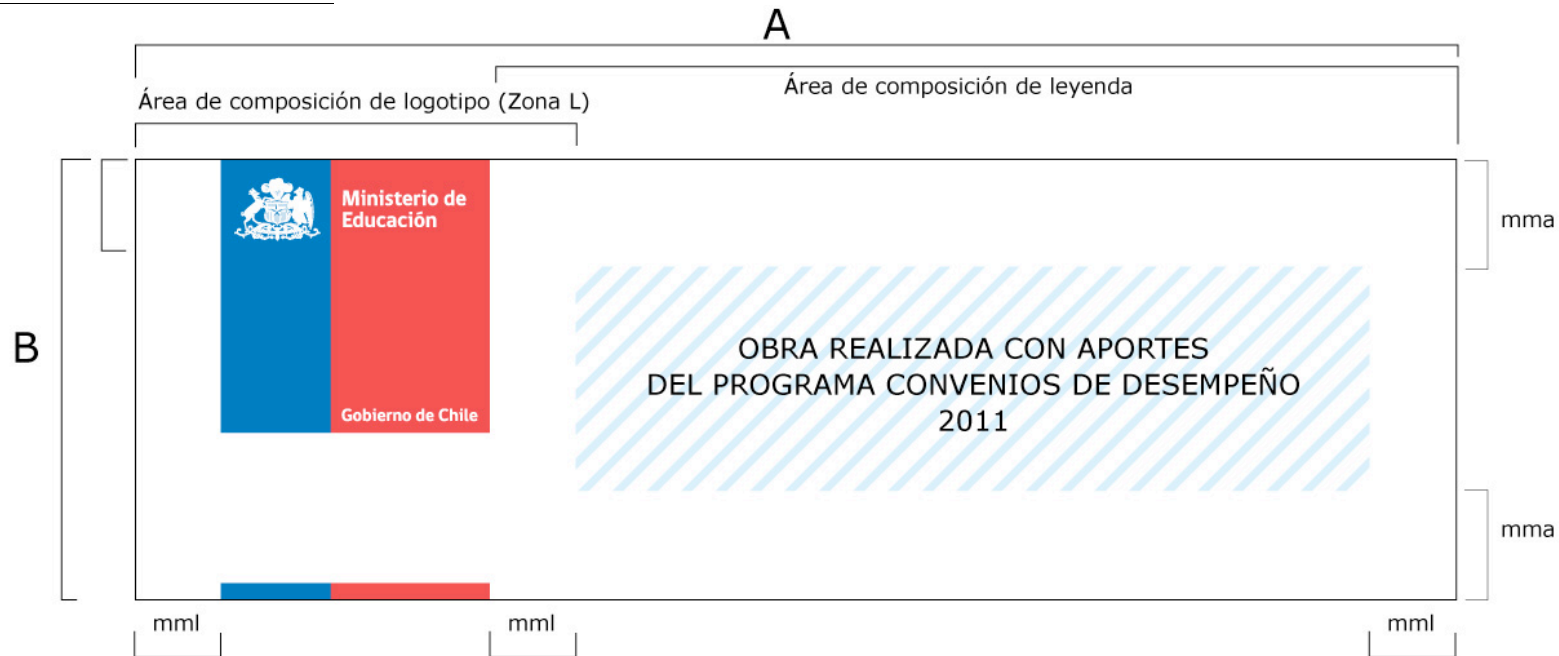 A
Área de composición de leyenda
Área de composición de logotipo (Zona L)
Ministerio de
Educación
mma
B
OBRA REALIZADA CON APORTES
DEL PROGRAMA CONVENIOS DE DESEMPEÑO
2011
Gobierno de Chile
mma
mml
mml
mml